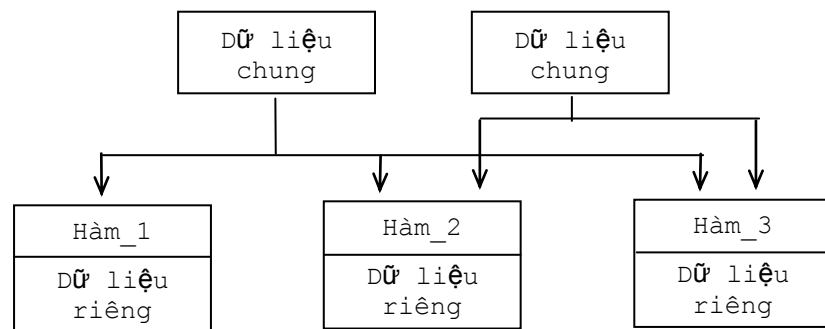 Dữ liệu
chung
Dữ liệu
chung
Hàm_1
Dữ liệu
riêng
Hàm_2
Dữ liệu
riêng
Hàm_3
Dữ liệu
riêng